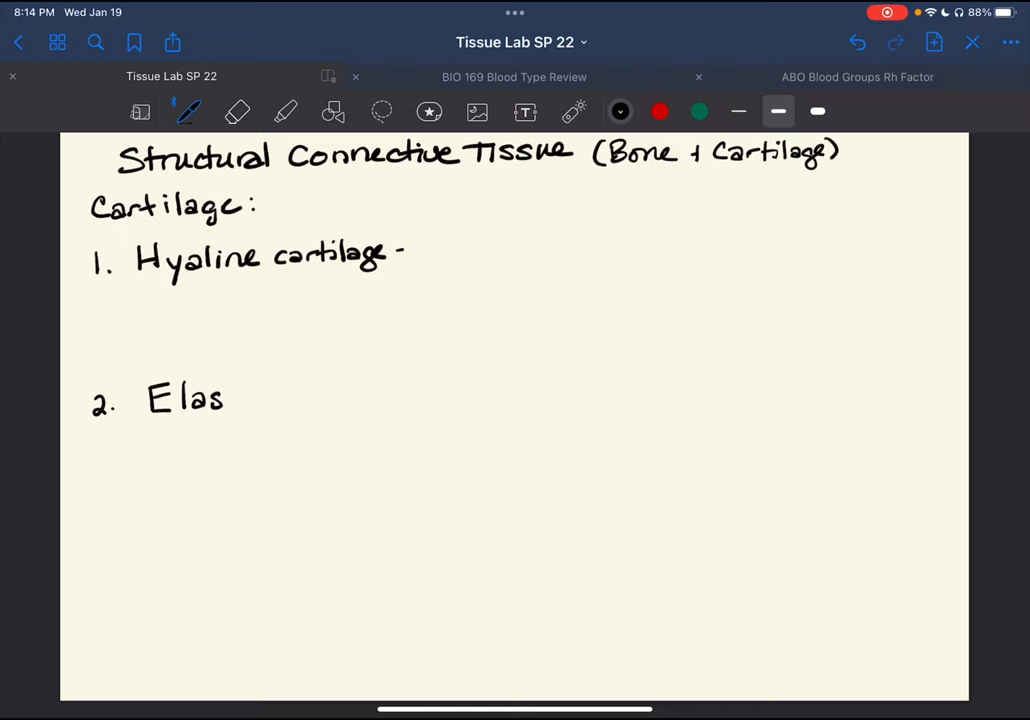 8:14 PM Wed Jan 19
88%
Tissue Lab SP 22
Tissue Lab SP 22
BIO 169 Blood Type Review
ABO Blood Groups Rh Factor
T
Structural Connective Tissue (Bone + Cartilage)
Cartilage:
1. Hyaline cartilage -
2. Elas